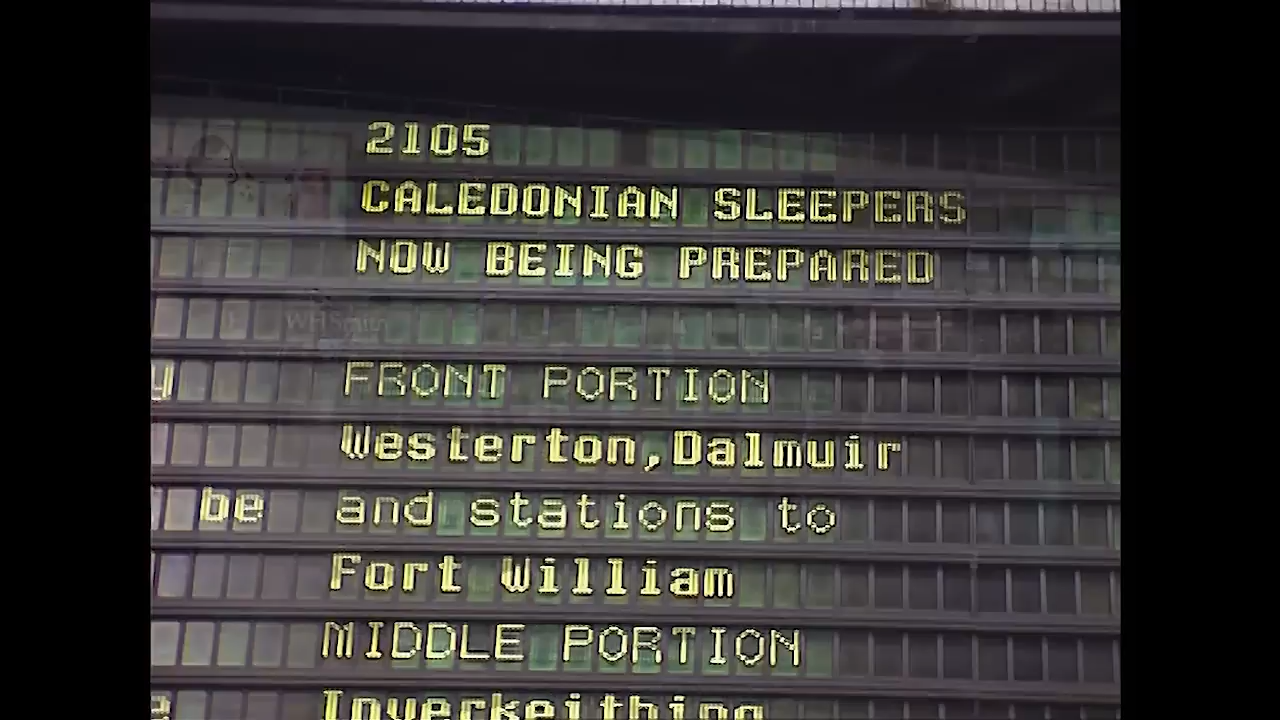 2105
CALEDONIAN SLEEPERS
NOW BEING PREPARED
WHSmith
y FRONT PORTION
Westerton,Dalmuir
be and stations to
Fort William
MIDDLE PORTION
e Inverkeithing